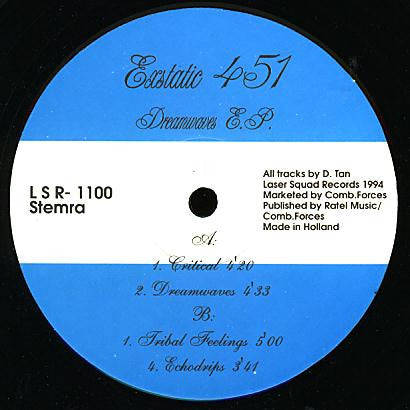 Exstatic 451
Dreamwaves E.P.
L S R- 1100
Stemra
All tracks by D. Tan
Laser Squad Records 1994
Marketed by Comb.Forces
Published by Ratel Music/
Comb.Forces
Made in Holland
A:
1. Critical 4'20
2. Dreamwaves 4'33
B:
1. Tribal Feelings 5'00
4. Echodrips 3'41